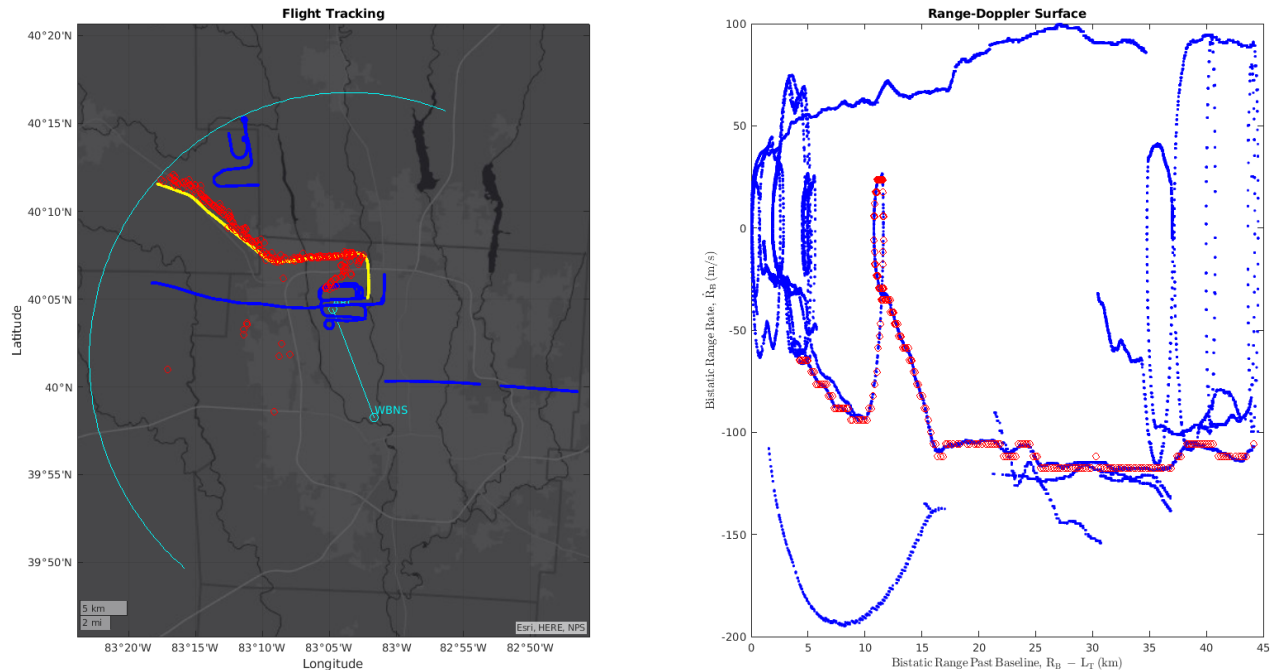 Flight Tracking
40°20'N
40°15'N
40°10'N
40°05'N
40°N
39°55'N
39°50'N
Latitude
WBNS
5 km
2 mi
Esri, HERE, NPS
83°20'W
83°15'W
83°10'W
83°05'W
83°W
82°55'W
82°50'W
Longitude
Range-Doppler Surface
100
50
0
-50
-100
-150
-200
Bistatic Range Rate, Ṙ_B (m/s)
0
5
10
15
20
25
30
35
40
45
Bistatic Range Past Baseline, R_B − L_T (km)